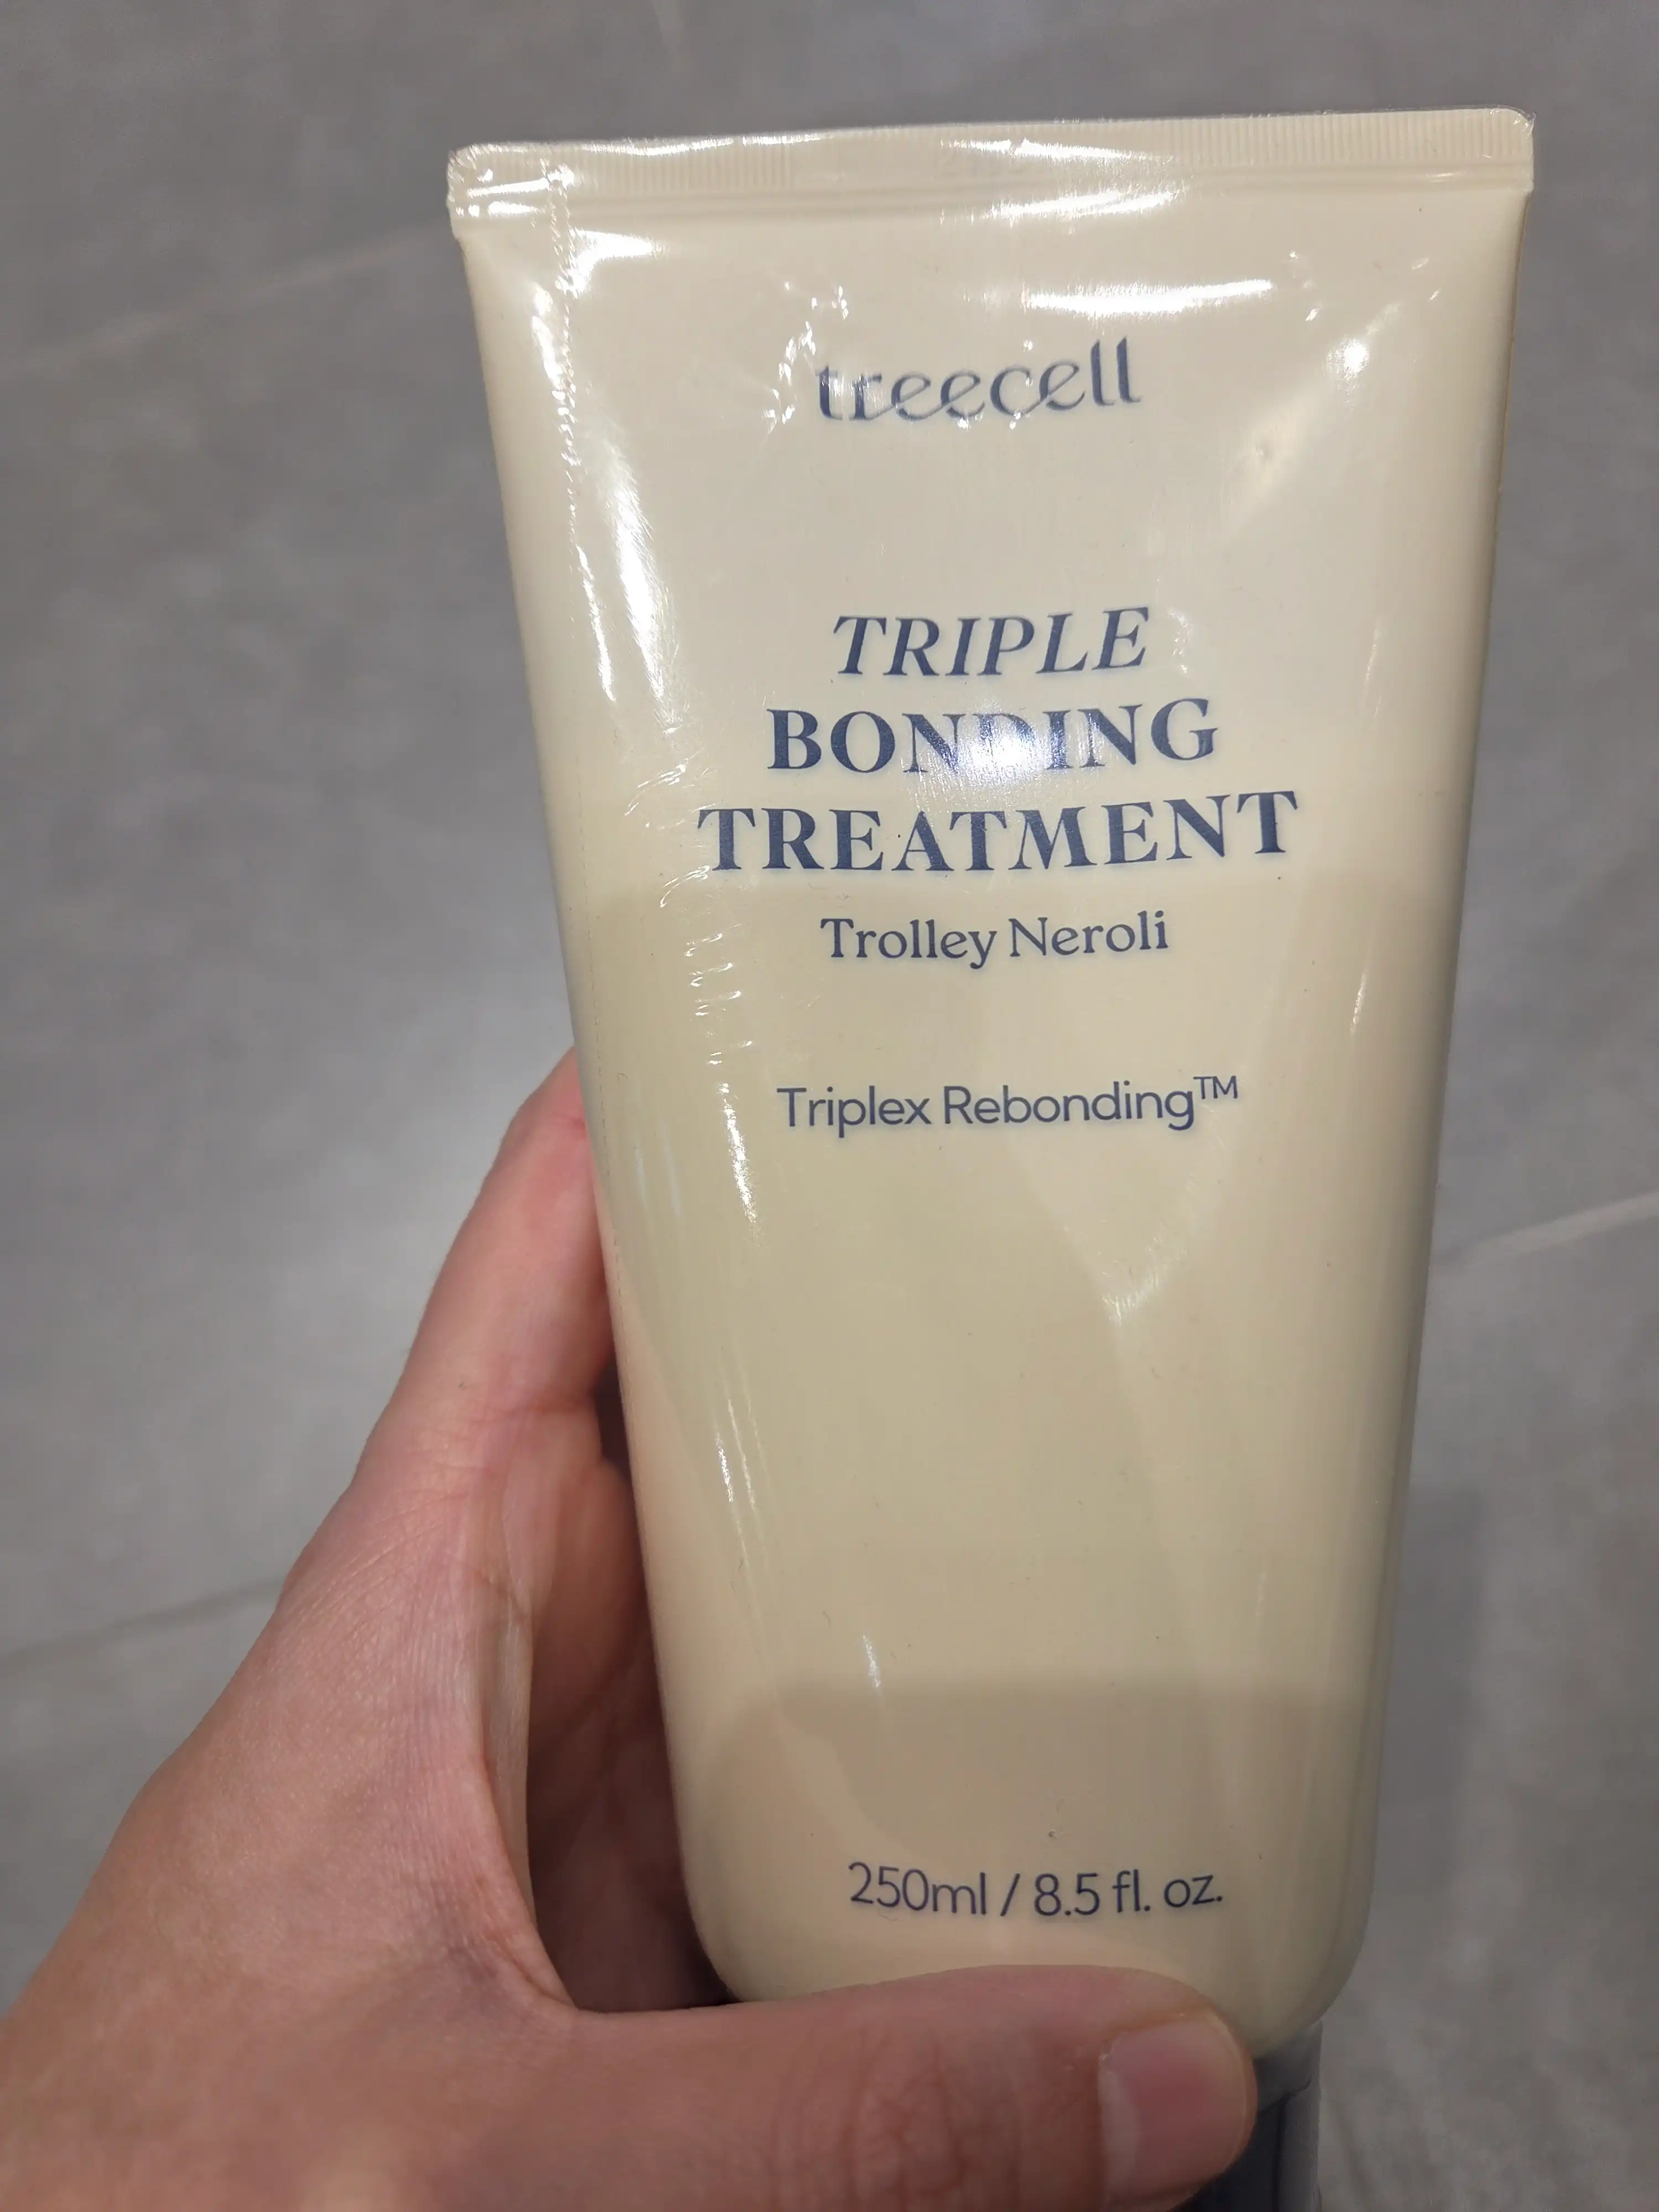 treecell
TRIPLE
BONDING
TREATMENT
Trolley Neroli
Triplex Rebonding™
250ml / 8.5 fl. oz.